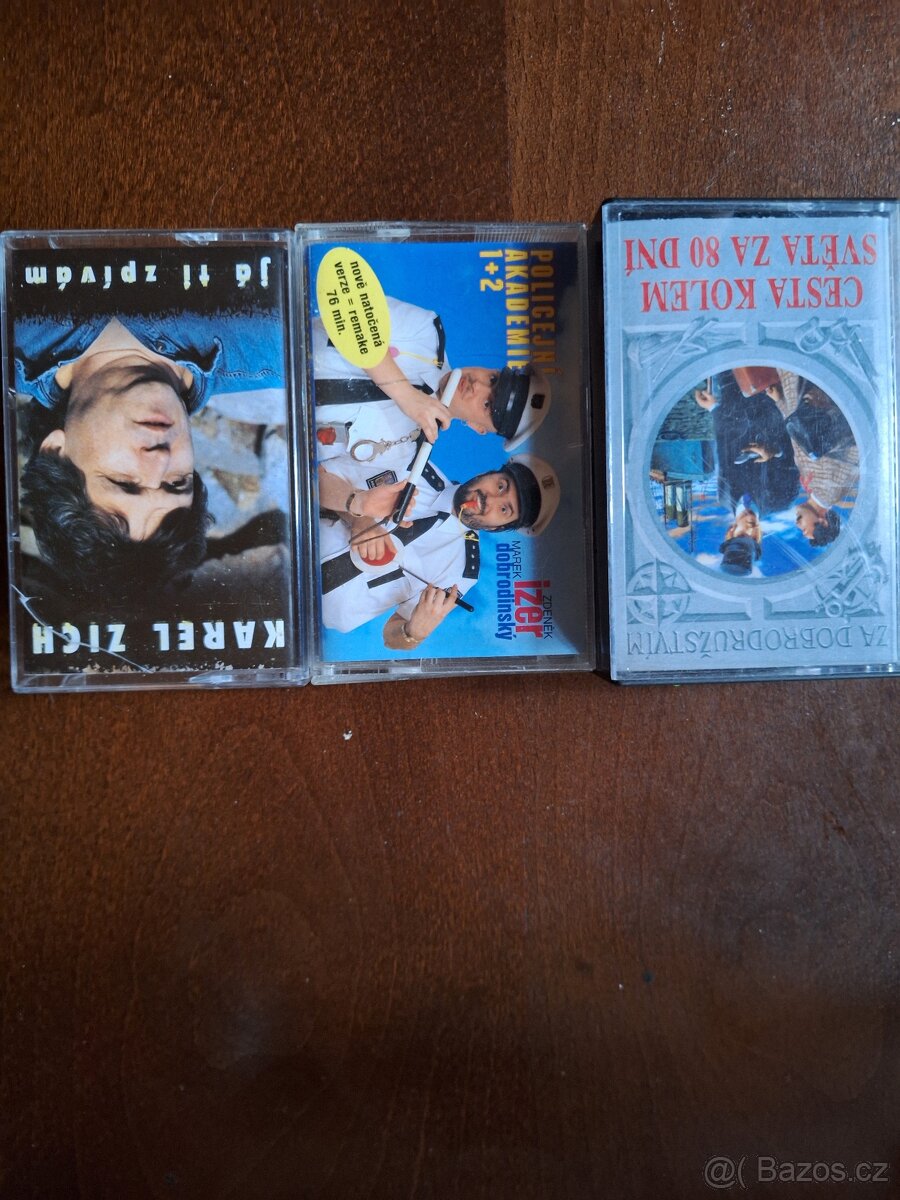 KAREL ZICH
já ti zpívám
POLICEJNÍ
AKADEMIE
1+2
nově natočená
verze = remake
76 min.
ZDENĚK
izer
MAREK
dobrodinský
CESTA KOLEM
SVĚTA ZA 80 DNÍ
ZA DOBRODRUŽSTVÍM
@( Bazos.cz